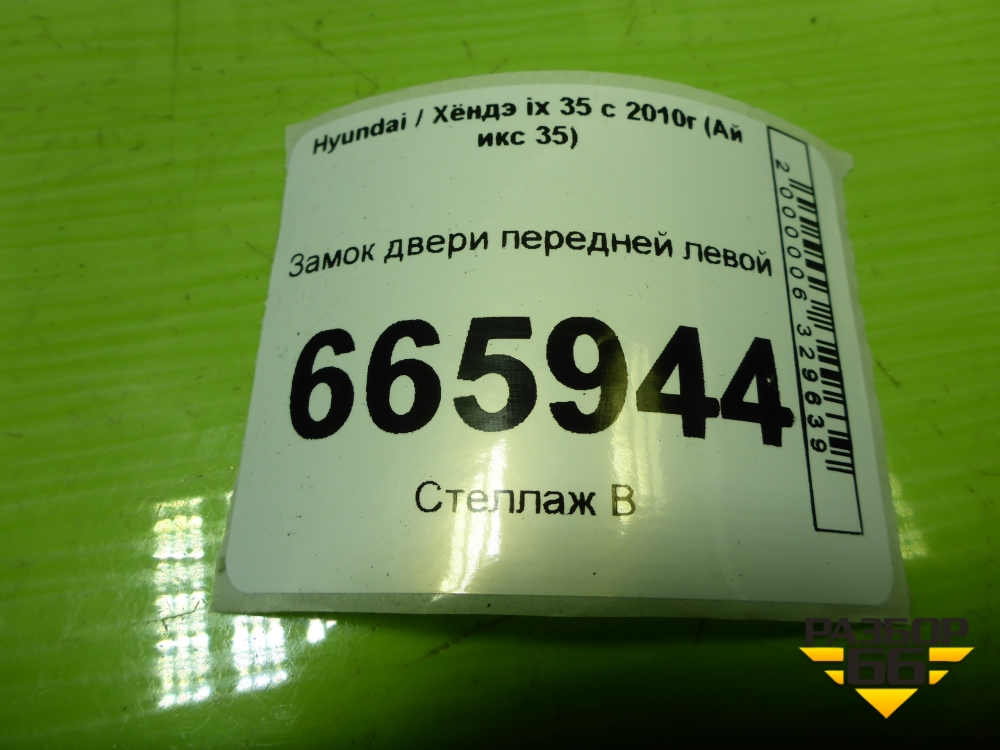 Hyundai / Хёндэ ix 35 с 2010г (Ай
икс 35)
Замок двери передней левой
665944
Стеллаж В
2000006329639
РАЗБОР
66